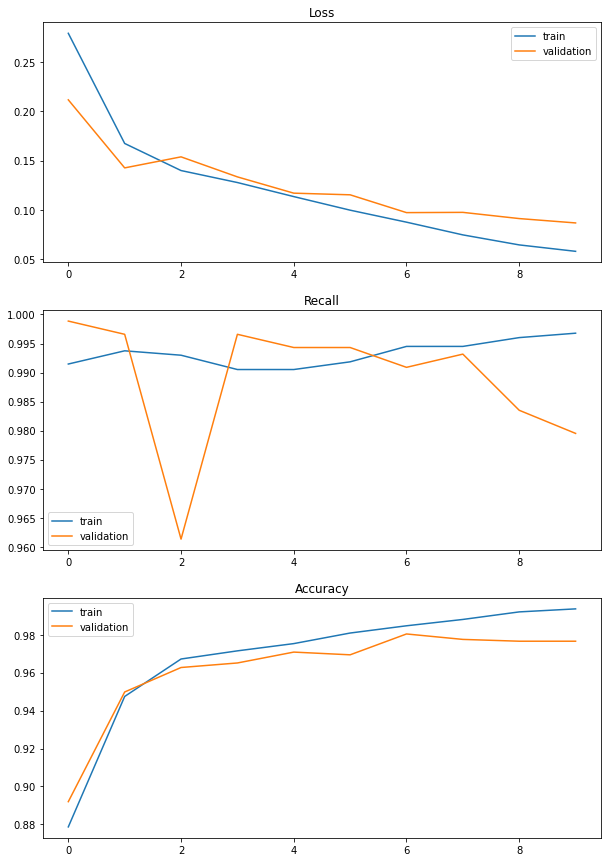 Loss
train
validation
0.25
0.20
0.15
0.10
0.05
0 2 4 6 8
Recall
1.000
0.995
0.990
0.985
0.980
0.975
0.970
0.965
0.960
train
validation
0 2 4 6 8
Accuracy
train
validation
0.98
0.96
0.94
0.92
0.90
0.88
0 2 4 6 8